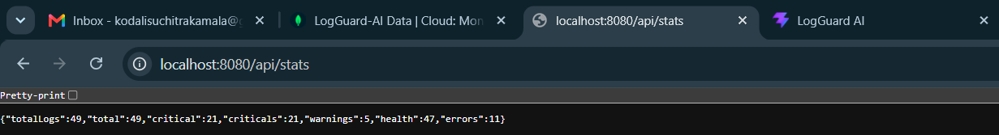 Inbox - kodalisuchitrakamala@g
LogGuard-AI Data | Cloud: Mon
localhost:8080/api/stats
LogGuard AI
localhost:8080/api/stats
Pretty-print
{"totalLogs":49,"total":49,"critical":21,"criticals":21,"warnings":5,"health":47,"errors":11}